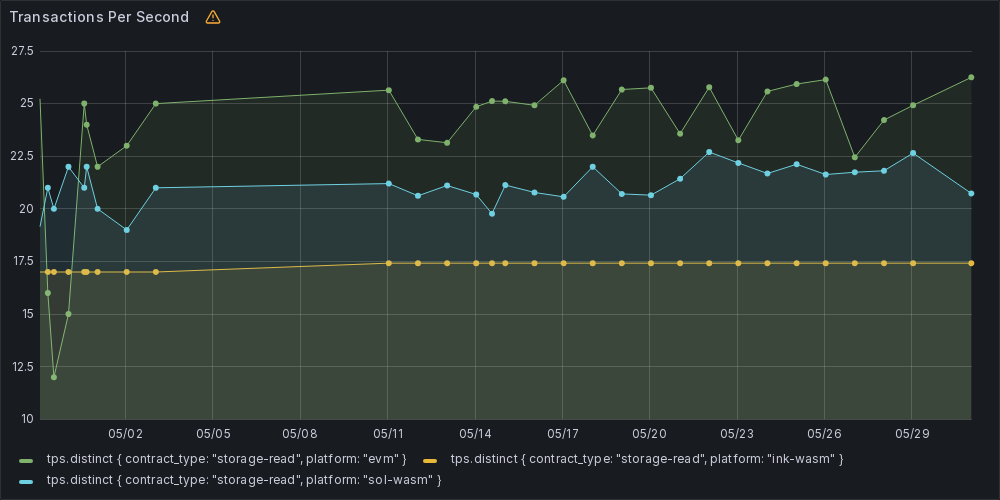 Transactions Per Second
27.5
25
22.5
20
17.5
15
12.5
10
05/02 05/05 05/08 05/11 05/14 05/17 05/20 05/23 05/26 05/29
tps.distinct { contract_type: "storage-read", platform: "evm" } tps.distinct { contract_type: "storage-read", platform: "ink-wasm" }
tps.distinct { contract_type: "storage-read", platform: "sol-wasm" }